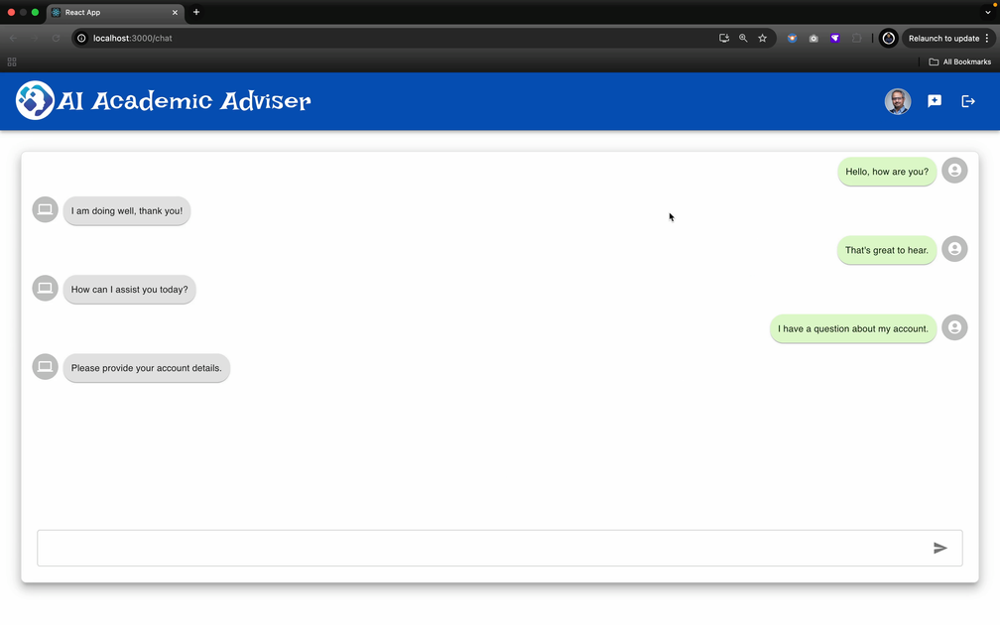 React App
localhost:3000/chat
Relaunch to update
All Bookmarks
AI Academic Adviser
Hello, how are you?
I am doing well, thank you!
That's great to hear.
How can I assist you today?
I have a question about my account.
Please provide your account details.